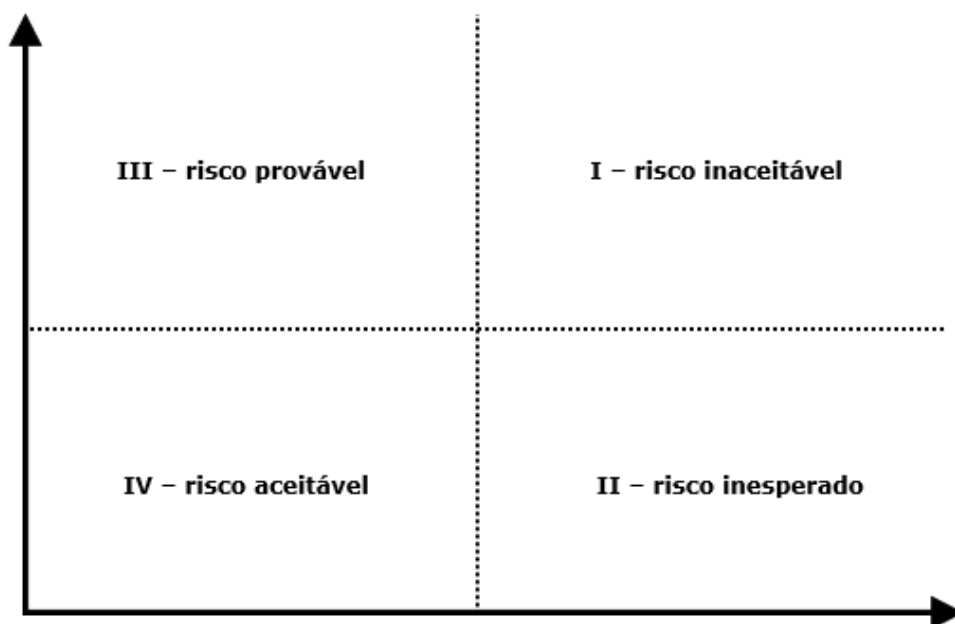 III – risco provável
I – risco inaceitável
IV – risco aceitável
II – risco inesperado